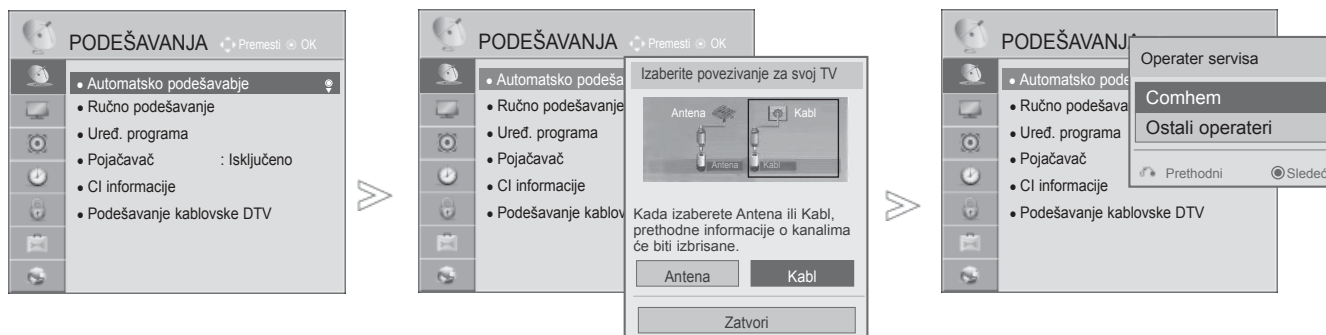 PODEŠAVANJA Premesti OK
• Automatsko podešavabje
• Ručno podešavanje
• Uređ. programa
• Pojačavač : Isključeno
• CI informacije
• Podešavanje kablovske DTV
PODEŠAVANJA Premesti OK
• Automatsko podeša
• Ručno podešavanje
• Uređ. programa
• Pojačavač
• CI informacije
• Podešavanje kablov
Izaberite povezivanje za svoj TV
Antena Kabl
Antena Kabl
Kada izaberete Antena ili Kabl,
prethodne informacije o kanalima
će biti izbrisane.
Antena Kabl
Zatvori
PODEŠAVANJA
• Automatsko pode
• Ručno podešava
• Uređ. programa
• Pojačavač
• CI informacije
• Podešavanje kablovske DTV
Operater servisa
Comhem
Ostali operateri
Prethodni Sledeć